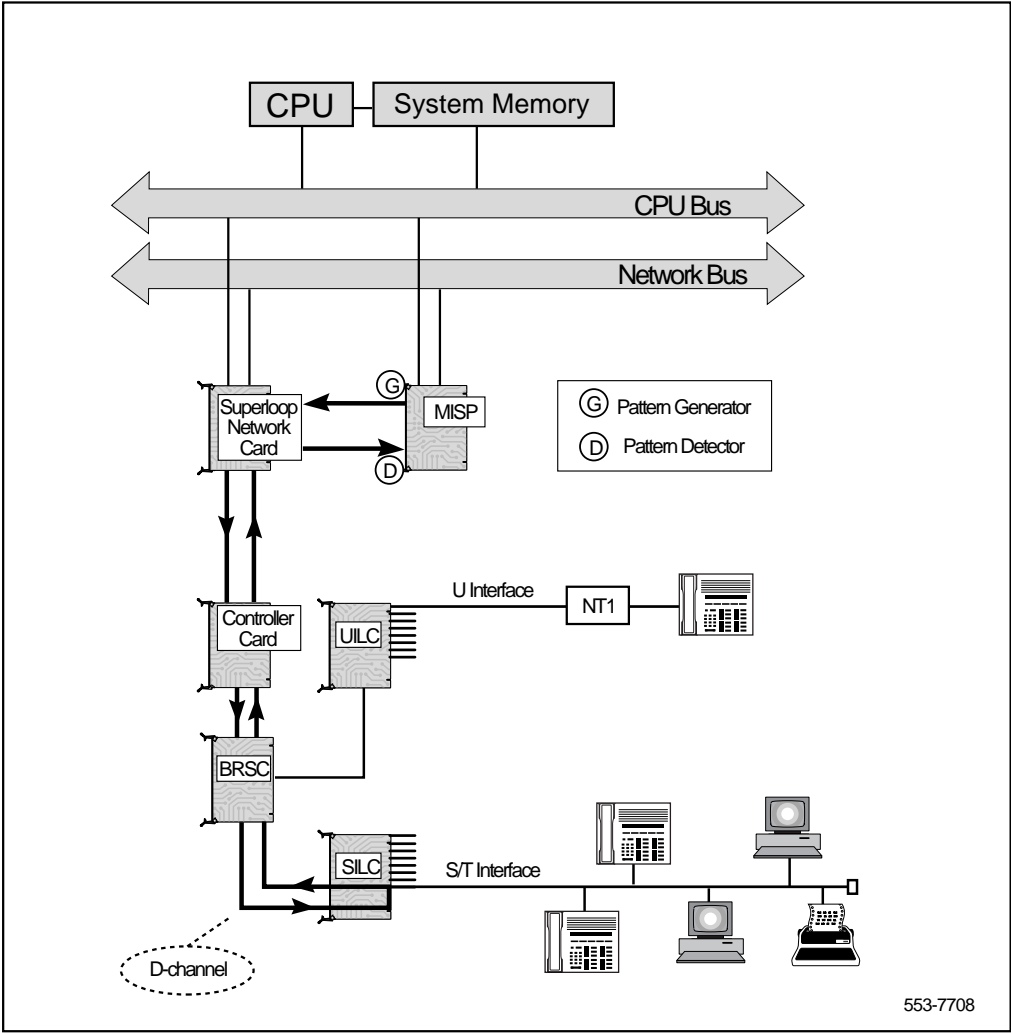 CPU
System Memory
CPU Bus
Network Bus
G
Superloop
Network
Card
MISP
D
G Pattern Generator
D Pattern Detector
U Interface
NT1
Controller
Card
UILC
BRSC
SILC
S/T Interface
D-channel
553-7708